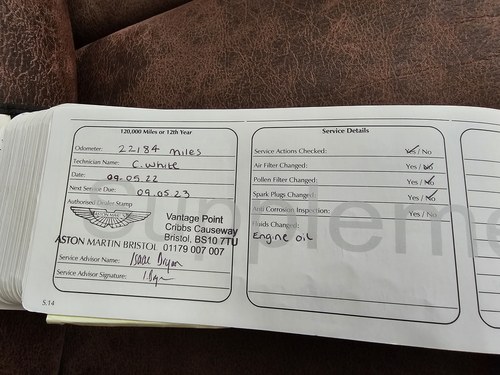 120,000 Miles or 12th Year
Odometer: 22184 miles
Technician Name: C. White
Date: 09.05.22
Next Service Due: 09.05.23
Authorised Dealer Stamp
ASTON MARTIN
Vantage Point
Cribbs Causeway
Bristol, BS10 7TU
ASTON MARTIN BRISTOL 01179 007 007
Service Advisor Name: Isaac
Service Advisor Signature:
S.14
Service Details
Service Actions Checked: Yes / No
Air Filter Changed: Yes / No
Pollen Filter Changed: Yes / No
Spark Plugs Changed: Yes / No
Anti Corrosion Inspection: Yes / No
Fluids Changed
Engine oil
Suppleme